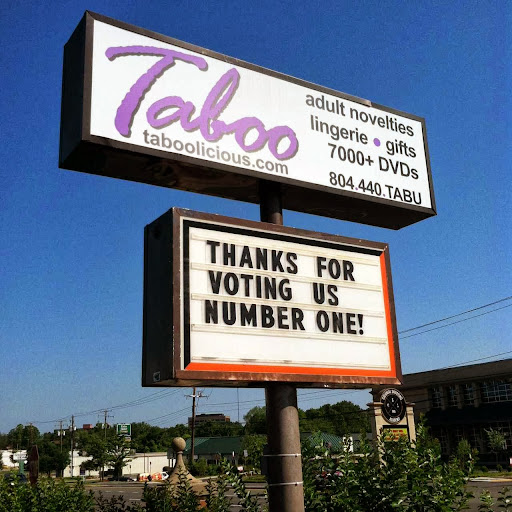 Taboo
taboolicious.com
adult novelties
lingerie • gifts
7000+ DVDs
804.440.TABU
THANKS FOR
VOTING US
NUMBER ONE!